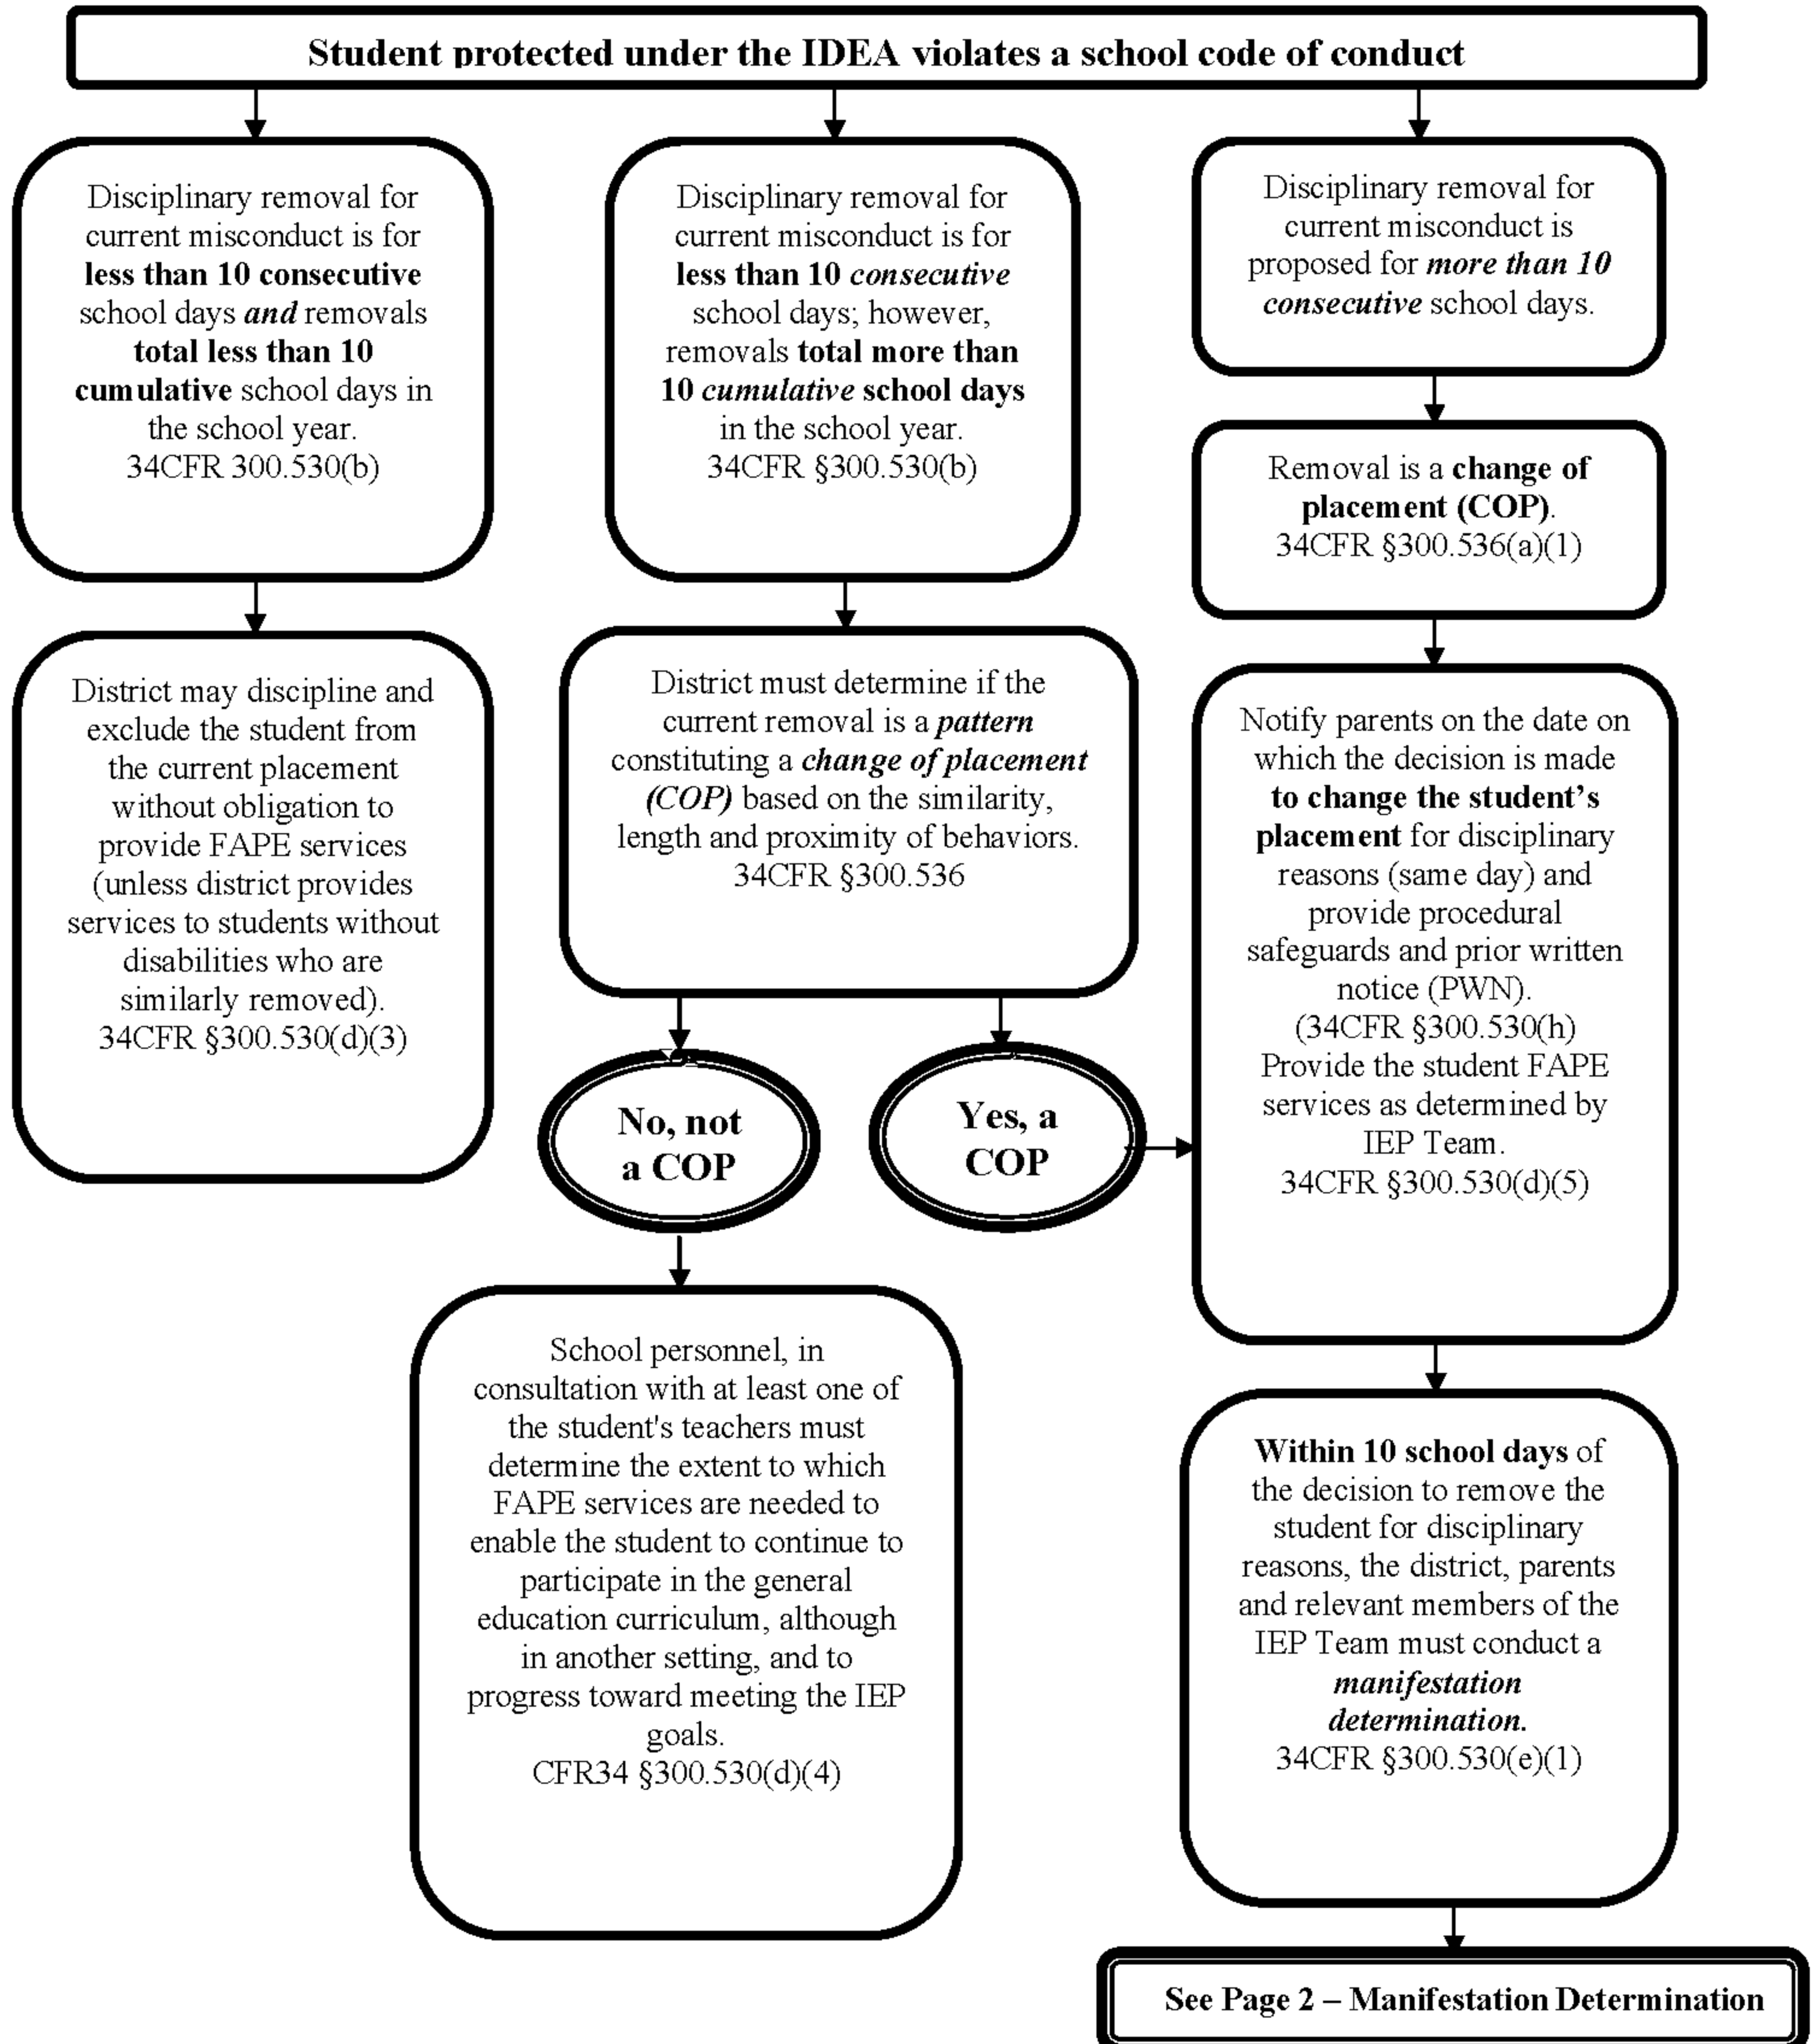 Student protected under the IDEA violates a school code of conduct
Disciplinary removal for
current misconduct is for
less than 10 consecutive
school days and removals
total less than 10
cumulative school days in
the school year.
34CFR 300.530(b)
District may discipline and
exclude the student from
the current placement
without obligation to
provide FAPE services
(unless district provides
services to students without
disabilities who are
similarly removed).
34CFR §300.530(d)(3)
Disciplinary removal for
current misconduct is for
less than 10 consecutive
school days; however,
removals total more than
10 cumulative school days
in the school year.
34CFR §300.530(b)
District must determine if the
current removal is a pattern
constituting a change of placement
(COP) based on the similarity,
length and proximity of behaviors.
34CFR §300.536
No, not
a COP
Yes, a
COP
School personnel, in
consultation with at least one of
the student's teachers must
determine the extent to which
FAPE services are needed to
enable the student to continue to
participate in the general
education curriculum, although
in another setting, and to
progress toward meeting the IEP
goals.
CFR34 §300.530(d)(4)
Disciplinary removal for
current misconduct is
proposed for more than 10
consecutive school days.
Removal is a change of
placement (COP).
34CFR §300.536(a)(1)
Notify parents on the date on
which the decision is made
to change the student’s
placement for disciplinary
reasons (same day) and
provide procedural
safeguards and prior written
notice (PWN).
(34CFR §300.530(h)
Provide the student FAPE
services as determined by
IEP Team.
34CFR §300.530(d)(5)
Within 10 school days of
the decision to remove the
student for disciplinary
reasons, the district, parents
and relevant members of the
IEP Team must conduct a
manifestation
determination.
34CFR §300.530(e)(1)
See Page 2 – Manifestation Determination